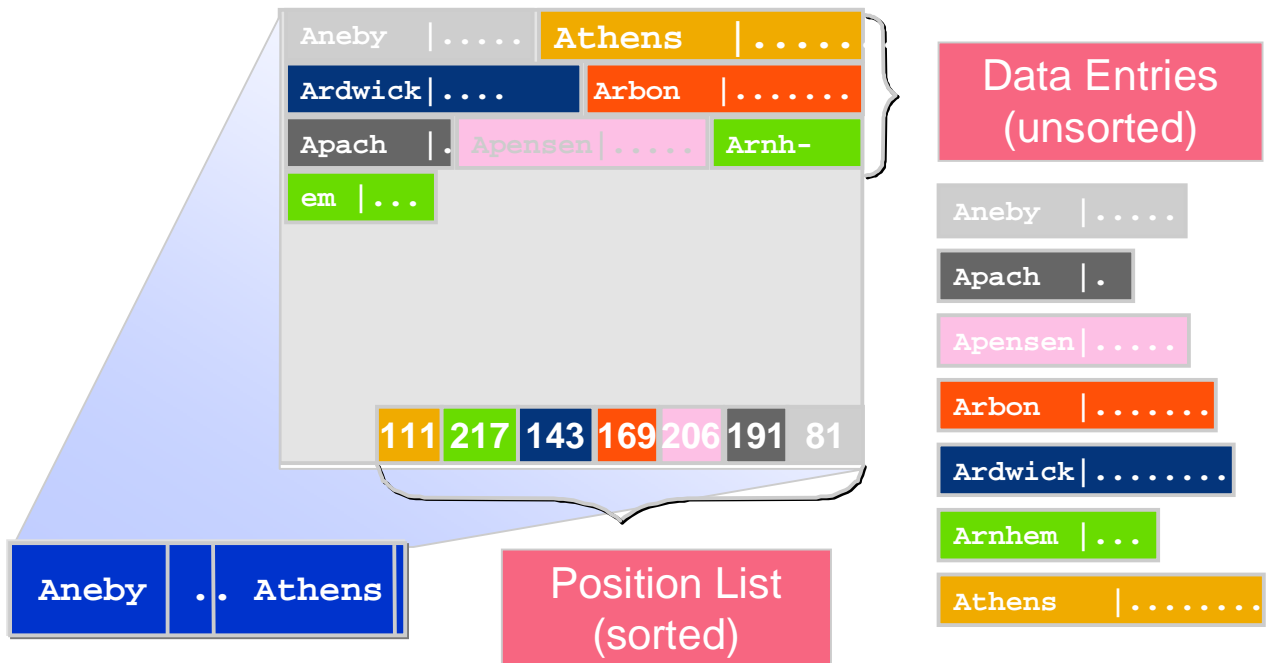 Aneby |..... Athens |......
Ardwick|.... Arbon |.......
Apach |. Apensen|..... Arnh-
em |...
111 217 143 169 206 191 81
Aneby .. Athens
Position List
(sorted)
Data Entries
(unsorted)
Aneby |.....
Apach |.
Apensen|.....
Arbon |.......
Ardwick|........
Arnhem |...
Athens |........